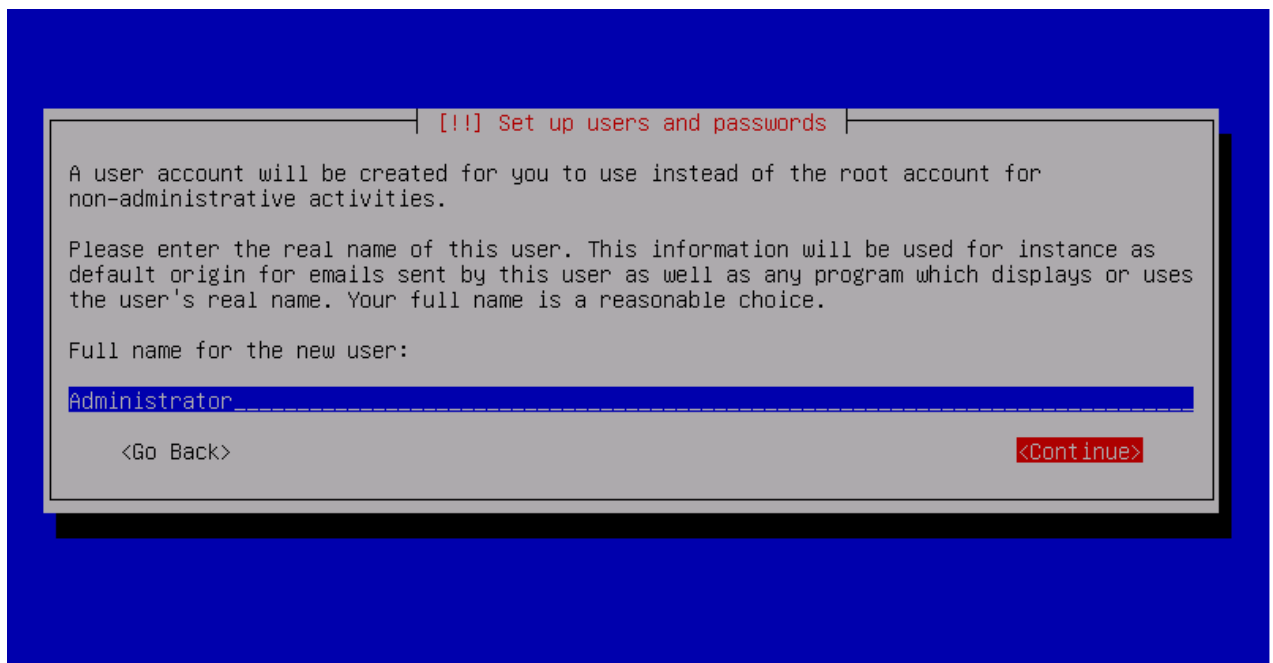 [!!] Set up users and passwords
A user account will be created for you to use instead of the root account for
non-administrative activities.
Please enter the real name of this user. This information will be used for instance as
default origin for emails sent by this user as well as any program which displays or uses
the user's real name. Your full name is a reasonable choice.
Full name for the new user:
Administrator
<Go Back> <Continue>